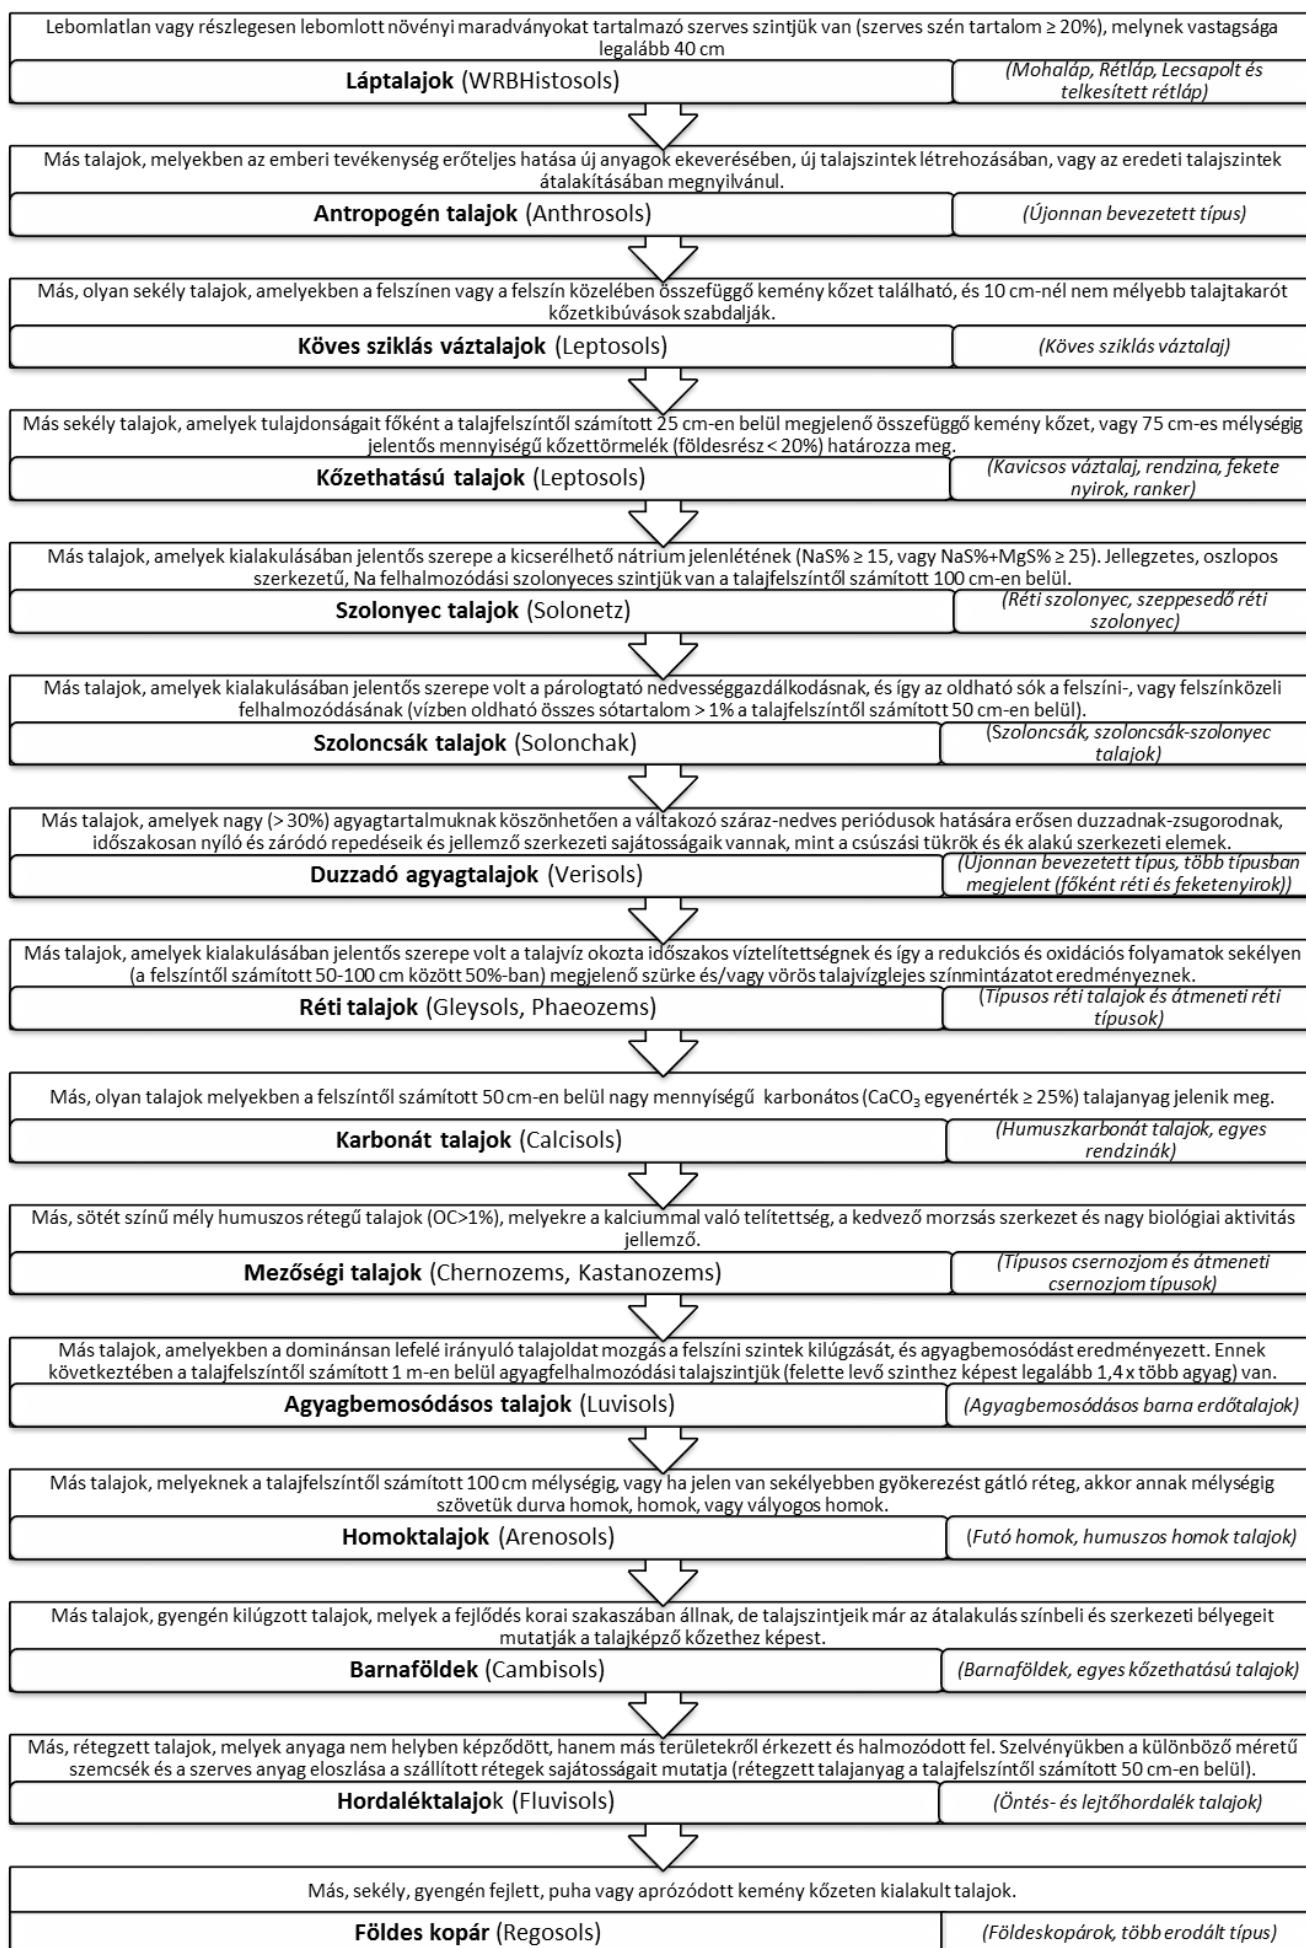 Lebomlatlan vagy részlegesen lebomlott növényi maradványokat tartalmazó szerves szintjük van (szerves szén tartalom ≥ 20%), melynek vastagsága
legalább 40 cm
Láptalajok (WRBHistosols)
(Mohaláp, Rétláp, Lecsapolt és
telkesített rétláp)
Más talajok, melyekben az emberi tevékenység erőteljes hatása új anyagok ekeverésében, új talajszintek létrehozásában, vagy az eredeti talajszintek
átalakításában megnyilvánul.
Antropogén talajok (Anthrosols)
(Újonnan bevezetett típus)
Más, olyan sekély talajok, amelyekben a felszínen vagy a felszín közelében összefüggő kemény kőzet található, és 10 cm-nél nem mélyebb talajtakarót
kőzetkibúvások szabdalják.
Köves sziklás váztalajok (Leptosols)
(Köves sziklás váztalaj)
Más sekély talajok, amelyek tulajdonságait főként a talajfelszíntől számított 25 cm-en belül megjelenő összefüggő kemény kőzet, vagy 75 cm-es mélységig
jelentős mennyiségű kőzettörmelék (földesrész < 20%) határozza meg.
Kőzethatású talajok (Leptosols)
(Kavicsos váztalaj, rendzina, fekete
nyirok, ranker)
Más talajok, amelyek kialakulásában jelentős szerepe a kicserélhető nátrium jelenlétének (NaS% ≥ 15, vagy NaS%+MgS% ≥ 25). Jellegzetes, oszlopos
szerkezetű, Na felhalmozódási szolonyeces szintjük van a talajfelszíntől számított 100 cm-en belül.
Szolonyec talajok (Solonetz)
(Réti szolonyec, szeppesedő réti
szolonyec)
Más talajok, amelyek kialakulásában jelentős szerepe volt a párologtató nedvességgazdálkodásnak, és így az oldható sók a felszíni-, vagy felszínközeli
felhalmozódásának (vízben oldható összes sótartalom > 1% a talajfelszíntől számított 50 cm-en belül).
Szoloncsák talajok (Solonchak)
(Szoloncsák, szoloncsák-szolonyec
talajok)
Más talajok, amelyek nagy (> 30%) agyagtartalmuknak köszönhetően a váltakozó száraz-nedves periódusok hatására erősen duzzadnak-zsugorodnak,
időszakosan nyíló és záródó repedéseik és jellemző szerkezeti sajátosságaik vannak, mint a csúszási tükrök és ék alakú szerkezeti elemek.
Duzzadó agyagtalajok (Verisols)
(Újonnan bevezetett típus, több típusban
megjelent (főként réti és feketenyirok))
Más talajok, amelyek kialakulásában jelentős szerepe volt a talajvíz okozta időszakos víztelítettségnek és így a redukciós és oxidációs folyamatok sekélyen
(a felszíntől számított 50-100 cm között 50%-ban) megjelenő szürke és/vagy vörös talajvízglejes színmintázatot eredményeznek.
Réti talajok (Gleysols, Phaeozems)
(Típusos réti talajok és átmeneti réti
típusok)
Más, olyan talajok melyekben a felszíntől számított 50 cm-en belül nagy mennyíségű karbonátos (CaCO₃ egyenérték ≥ 25%) talajanyag jelenik meg.
Karbonát talajok (Calcisols)
(Humuszkarbonát talajok, egyes
rendzinák)
Más, sötét színű mély humuszos rétegű talajok (OC>1%), melyekre a kalciummal való telítettség, a kedvező morzsás szerkezet és nagy biológiai aktivitás
jellemző.
Mezőségi talajok (Chernozems, Kastanozems)
(Típusos csernozjom és átmeneti
csernozjom típusok)
Más talajok, amelyekben a dominánsan lefelé irányuló talajoldat mozgás a felszíni szintek kilúgzását, és agyagbemosódást eredményezett. Ennek
következtében a talajfelszíntől számított 1 m-en belül agyagfelhalmozódási talajszintjük (felette levő szinthez képest legalább 1,4 x több agyag) van.
Agyagbemosódásos talajok (Luvisols)
(Agyagbemosódásos barna erdőtalajok)
Más talajok, melyeknek a talajfelszíntől számított 100 cm mélységig, vagy ha jelen van sekélyebben gyökerezést gátló réteg, akkor annak mélységig
szövetük durva homok, homok, vagy vályogos homok.
Homoktalajok (Arenosols)
(Futó homok, humuszos homok talajok)
Más talajok, gyengén kilúgzott talajok, melyek a fejlődés korai szakaszában állnak, de talajszintjeik már az átalakulás színbeli és szerkezeti bélyegeit
mutatják a talajképző kőzethez képest.
Barnaföldek (Cambisols)
(Barnaföldek, egyes kőzethatású talajok)
Más, rétegzett talajok, melyek anyaga nem helyben képződött, hanem más területekről érkezett és halmozódott fel. Szelvényükben a különböző méretű
szemcsék és a szerves anyag eloszlása a szállított rétegek sajátosságait mutatja (rétegzett talajanyag a talajfelszíntől számított 50 cm-en belül).
Hordaléktalajok (Fluvisols)
(Öntés- és lejtőhordalék talajok)
Más, sekély, gyengén fejlett, puha vagy aprózódott kemény kőzeten kialakult talajok.
Földes kopár (Regosols)
(Földeskopárok, több erodált típus)